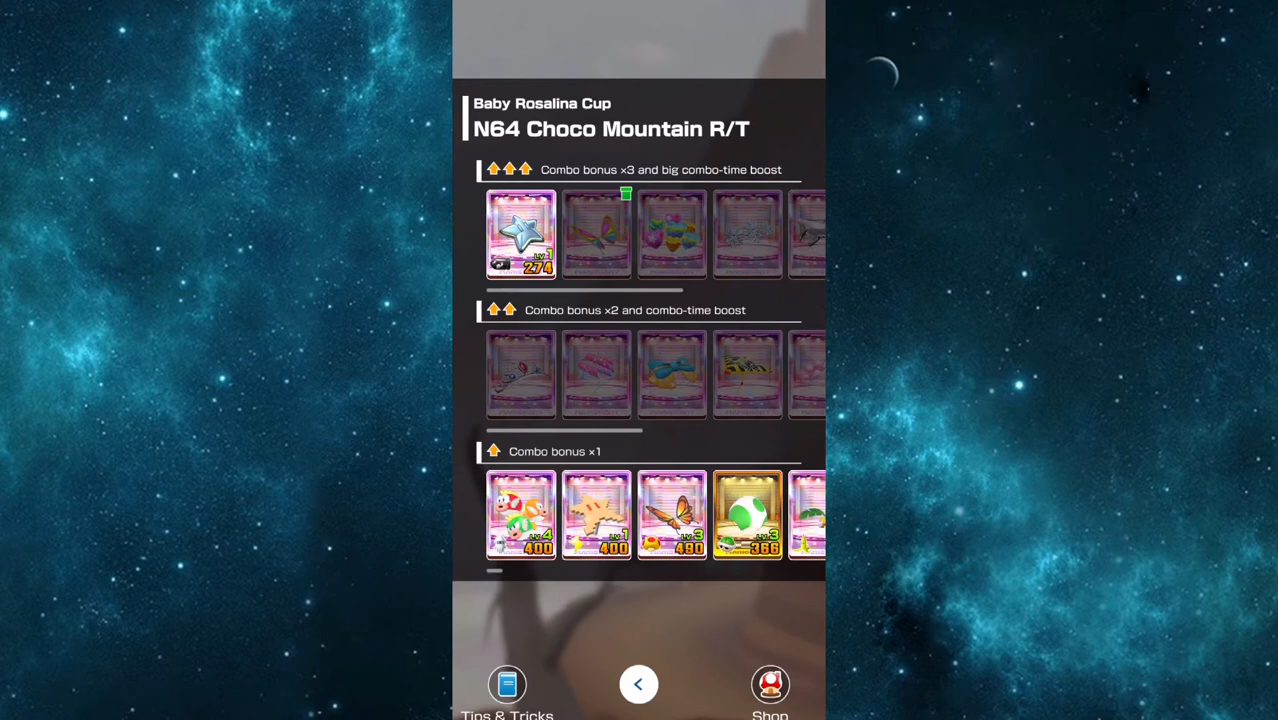 Baby Rosalina Cup
N64 Choco Mountain R/T
Combo bonus ×3 and big combo-time boost
LV 1
274
Combo bonus ×2 and combo-time boost
Combo bonus ×1
LV 4
400
LV 1
400
LV 3
490
LV 3
366
Tips & Tricks
Shop